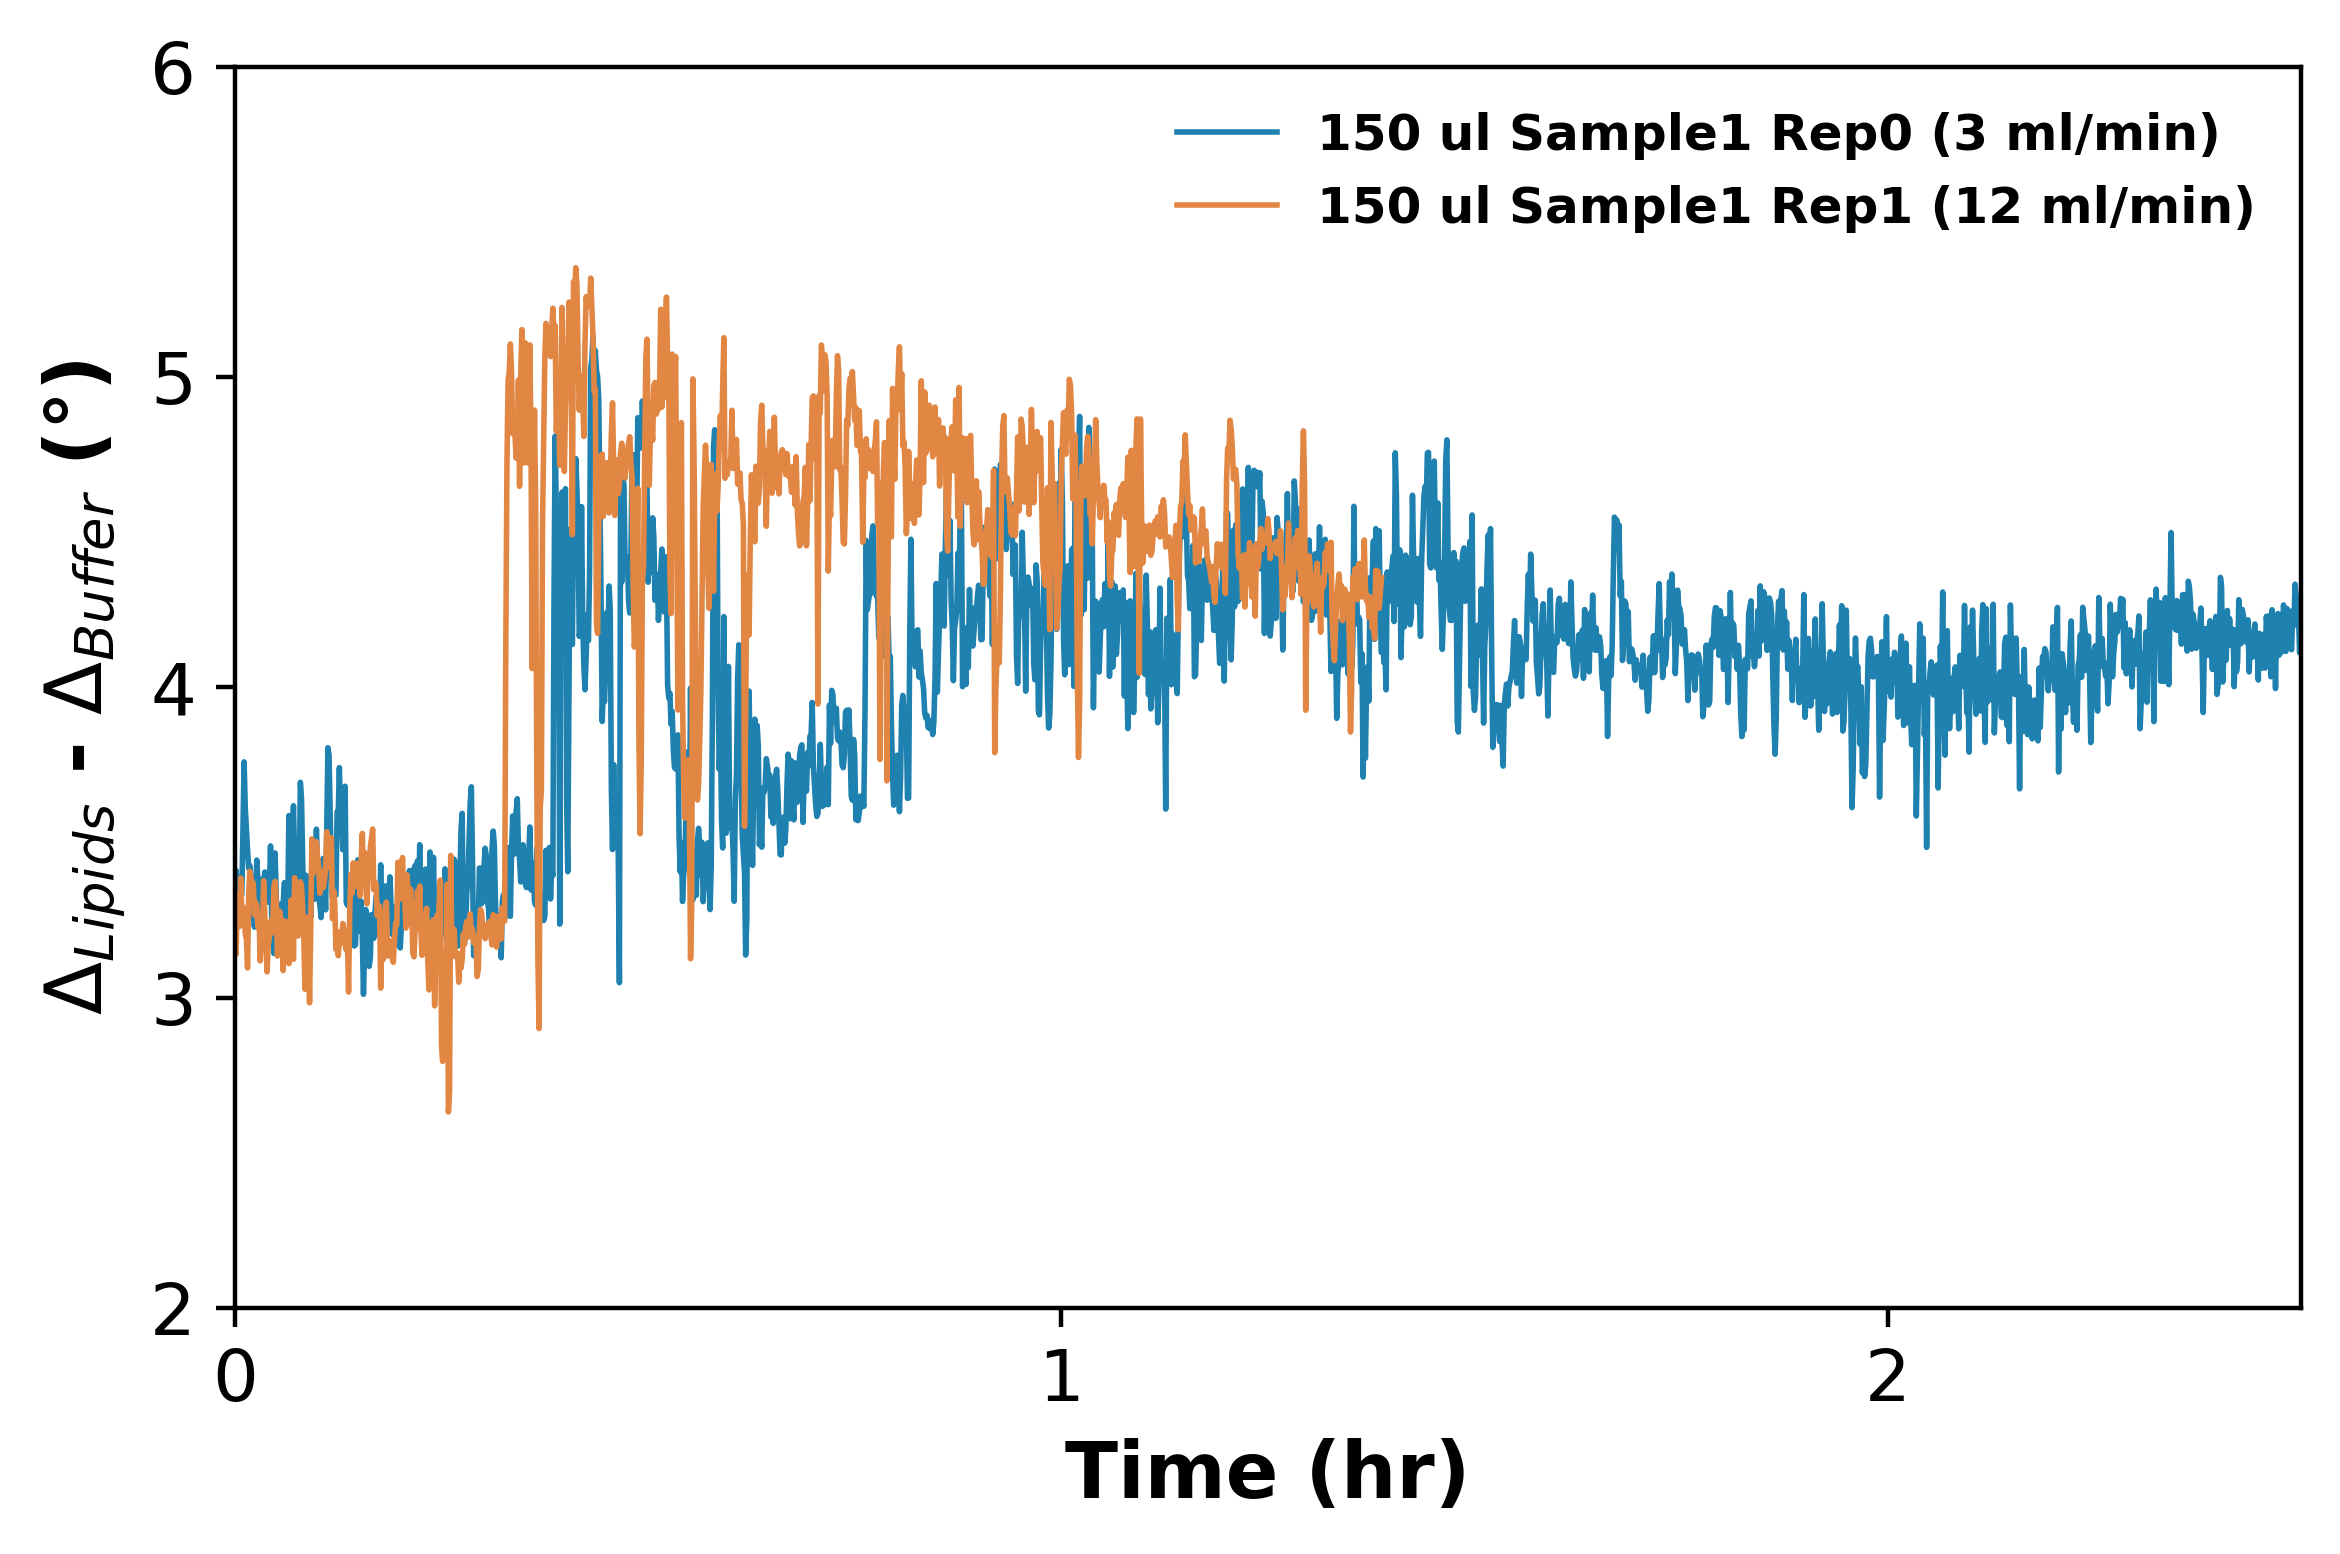 6
5
4
3
2
0
1
2
Δ_Lipids - Δ_Buffer (°)
Time (hr)
150 ul Sample1 Rep0 (3 ml/min)
150 ul Sample1 Rep1 (12 ml/min)